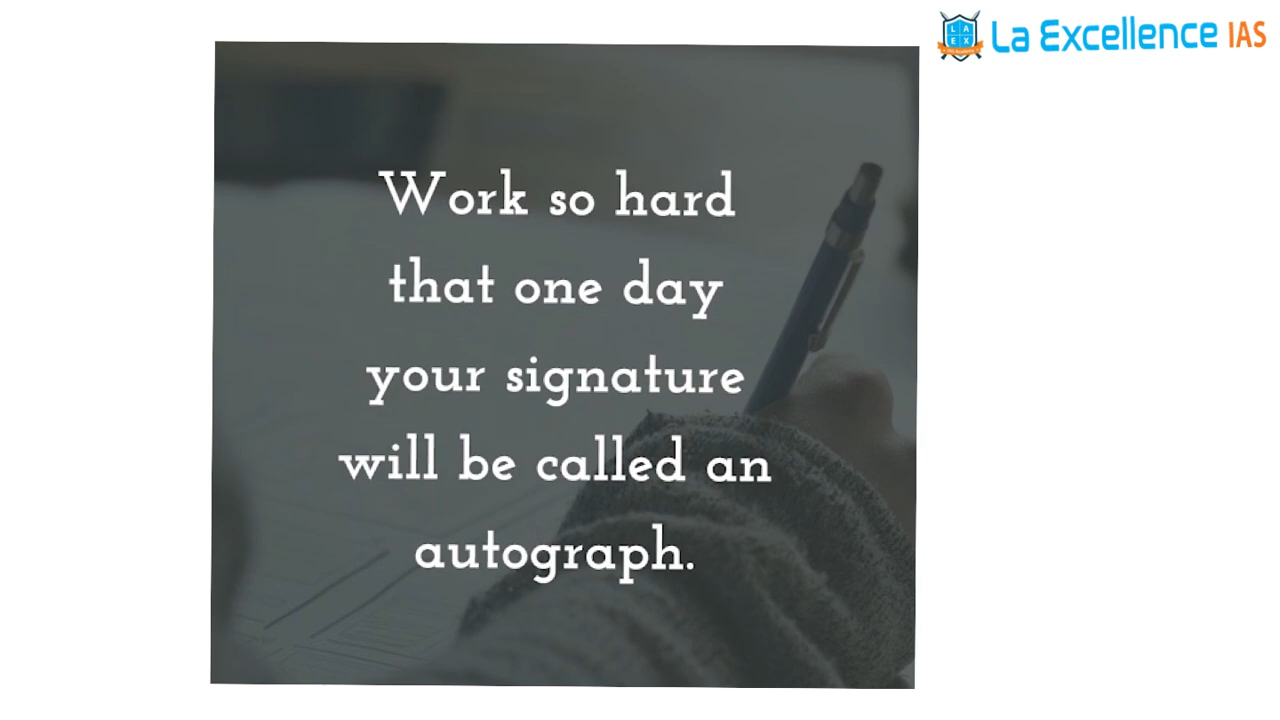 La Excellence IAS
Work so hard
that one day
your signature
will be called an
autograph.